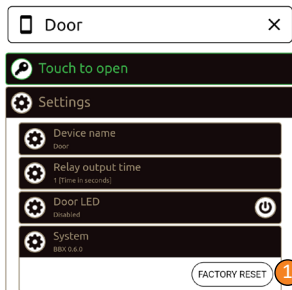 Door
Touch to open
Settings
Device name
Door
Relay output time
1 [Time in seconds]
Door LED
Disabled
System
BBX 0.6.0
FACTORY RESET
1